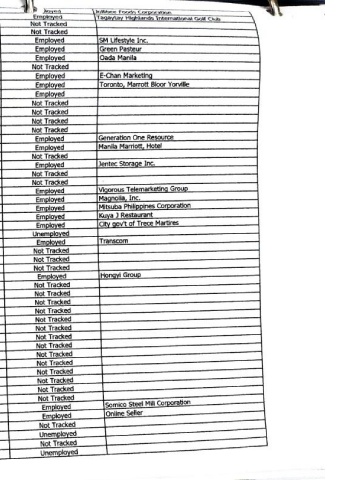 Employed Tagaytay Highlands International Golf Club
Not Tracked
Not Tracked
Employed SM Lifestyle Inc.
Employed Green Pasteur
Employed Oada Manila
Not Tracked
Employed E-Chan Marketing
Employed Toronto, Marrott Bloor Yorville
Employed
Not Tracked
Not Tracked
Not Tracked
Not Tracked
Employed Generation One Resource
Employed Manila Marriott, Hotel
Not Tracked
Employed Jentec Storage Inc.
Not Tracked
Not Tracked
Employed Vigorous Telemarketing Group
Employed Magnolia, Inc.
Employed Mitsuba Philippines Corporation
Employed Kuya J Restaurant
Employed City gov't of Trece Martires
Unemployed
Employed Transcom
Not Tracked
Not Tracked
Not Tracked
Employed Hongyi Group
Not Tracked
Not Tracked
Not Tracked
Not Tracked
Not Tracked
Not Tracked
Not Tracked
Not Tracked
Not Tracked
Not Tracked
Not Tracked
Not Tracked
Not Tracked
Not Tracked
Employed Somico Steel Mill Corporation
Employed Online Seller
Not Tracked
Unemployed
Not Tracked
Unemployed